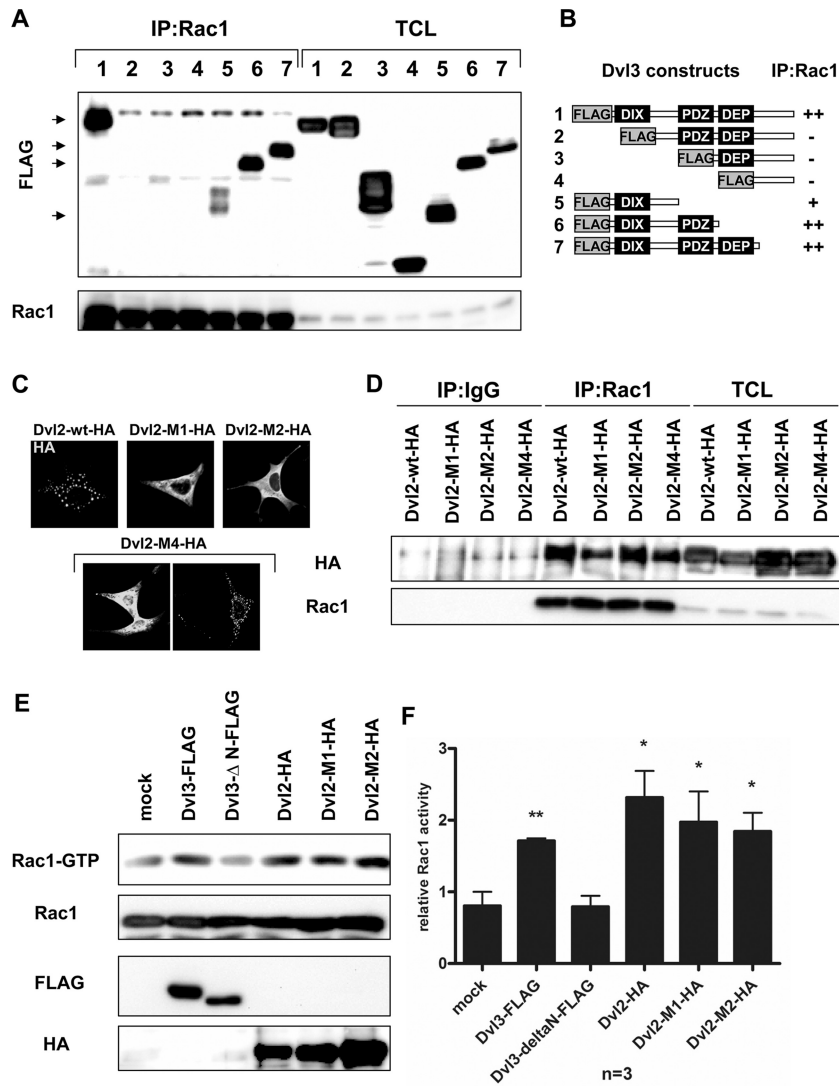 A
IP:Rac1 TCL
1 2 3 4 5 6 7 1 2 3 4 5 6 7
FLAG
Rac1
B
Dvl3 constructs IP:Rac1
1 FLAG DIX PDZ DEP ++
2 FLAG PDZ DEP -
3 FLAG DEP -
4 FLAG -
5 FLAG DIX +
6 FLAG DIX PDZ ++
7 FLAG DIX PDZ DEP ++
C
Dvl2-wt-HA Dvl2-M1-HA Dvl2-M2-HA
HA
Dvl2-M4-HA
D
IP:IgG IP:Rac1 TCL
Dvl2-wt-HA Dvl2-M1-HA Dvl2-M2-HA Dvl2-M4-HA Dvl2-wt-HA Dvl2-M1-HA Dvl2-M2-HA Dvl2-M4-HA Dvl2-wt-HA Dvl2-M1-HA Dvl2-M2-HA Dvl2-M4-HA
HA
Rac1
E
mock Dvl3-FLAG Dvl3-Δ N-FLAG Dvl2-HA Dvl2-M1-HA Dvl2-M2-HA
Rac1-GTP
Rac1
FLAG
HA
F
relative Rac1 activity
3
2
1
0
** * * *
mock Dvl3-FLAG Dvl3-deltaN-FLAG Dvl2-HA Dvl2-M1-HA Dvl2-M2-HA
n=3